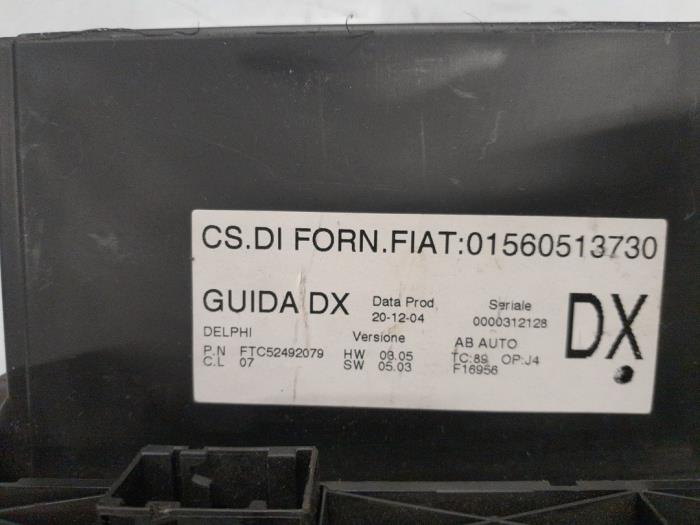 CS.DI FORN.FIAT:01560513730
GUIDA DX
Data Prod
20-12-04
Seriale
0000312128
DX
DELPHI
Versione
AB AUTO
P.N FTC52492079
HW 03.05
TC:89 OP:J4
C.L 07
SW 05.03
F16956